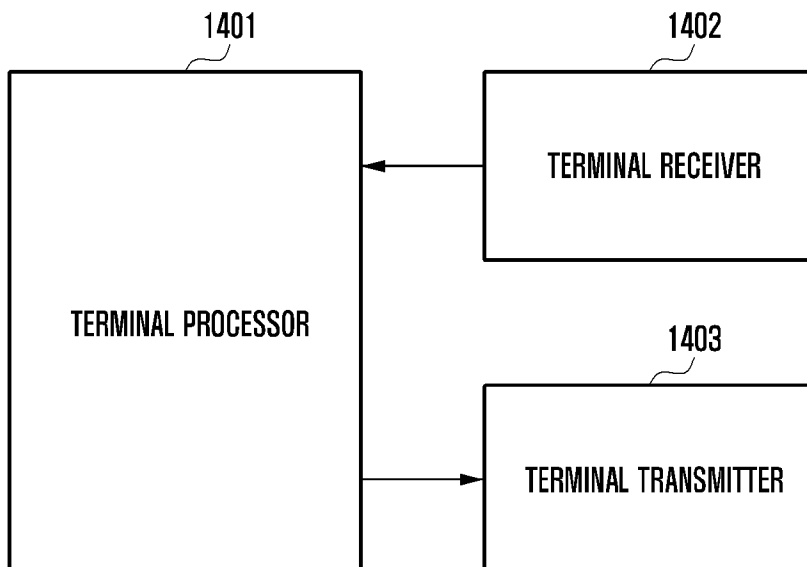 1401
1402
TERMINAL RECEIVER
TERMINAL PROCESSOR
1403
TERMINAL TRANSMITTER